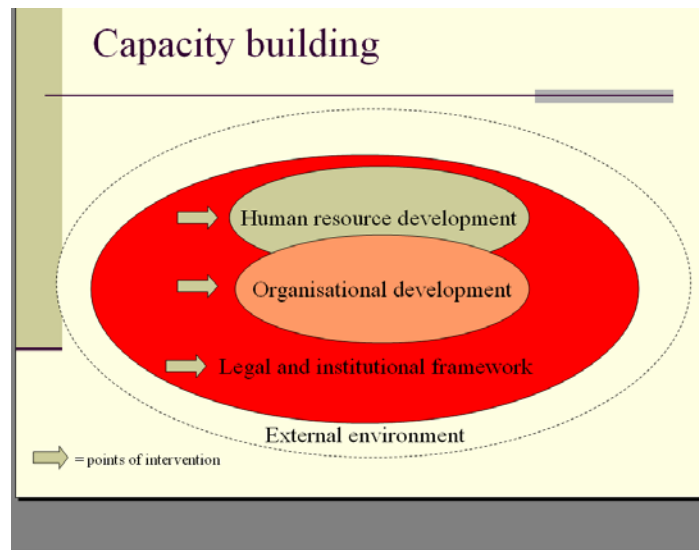 Capacity building
Human resource development
Organisational development
Legal and institutional framework
External environment
= points of intervention